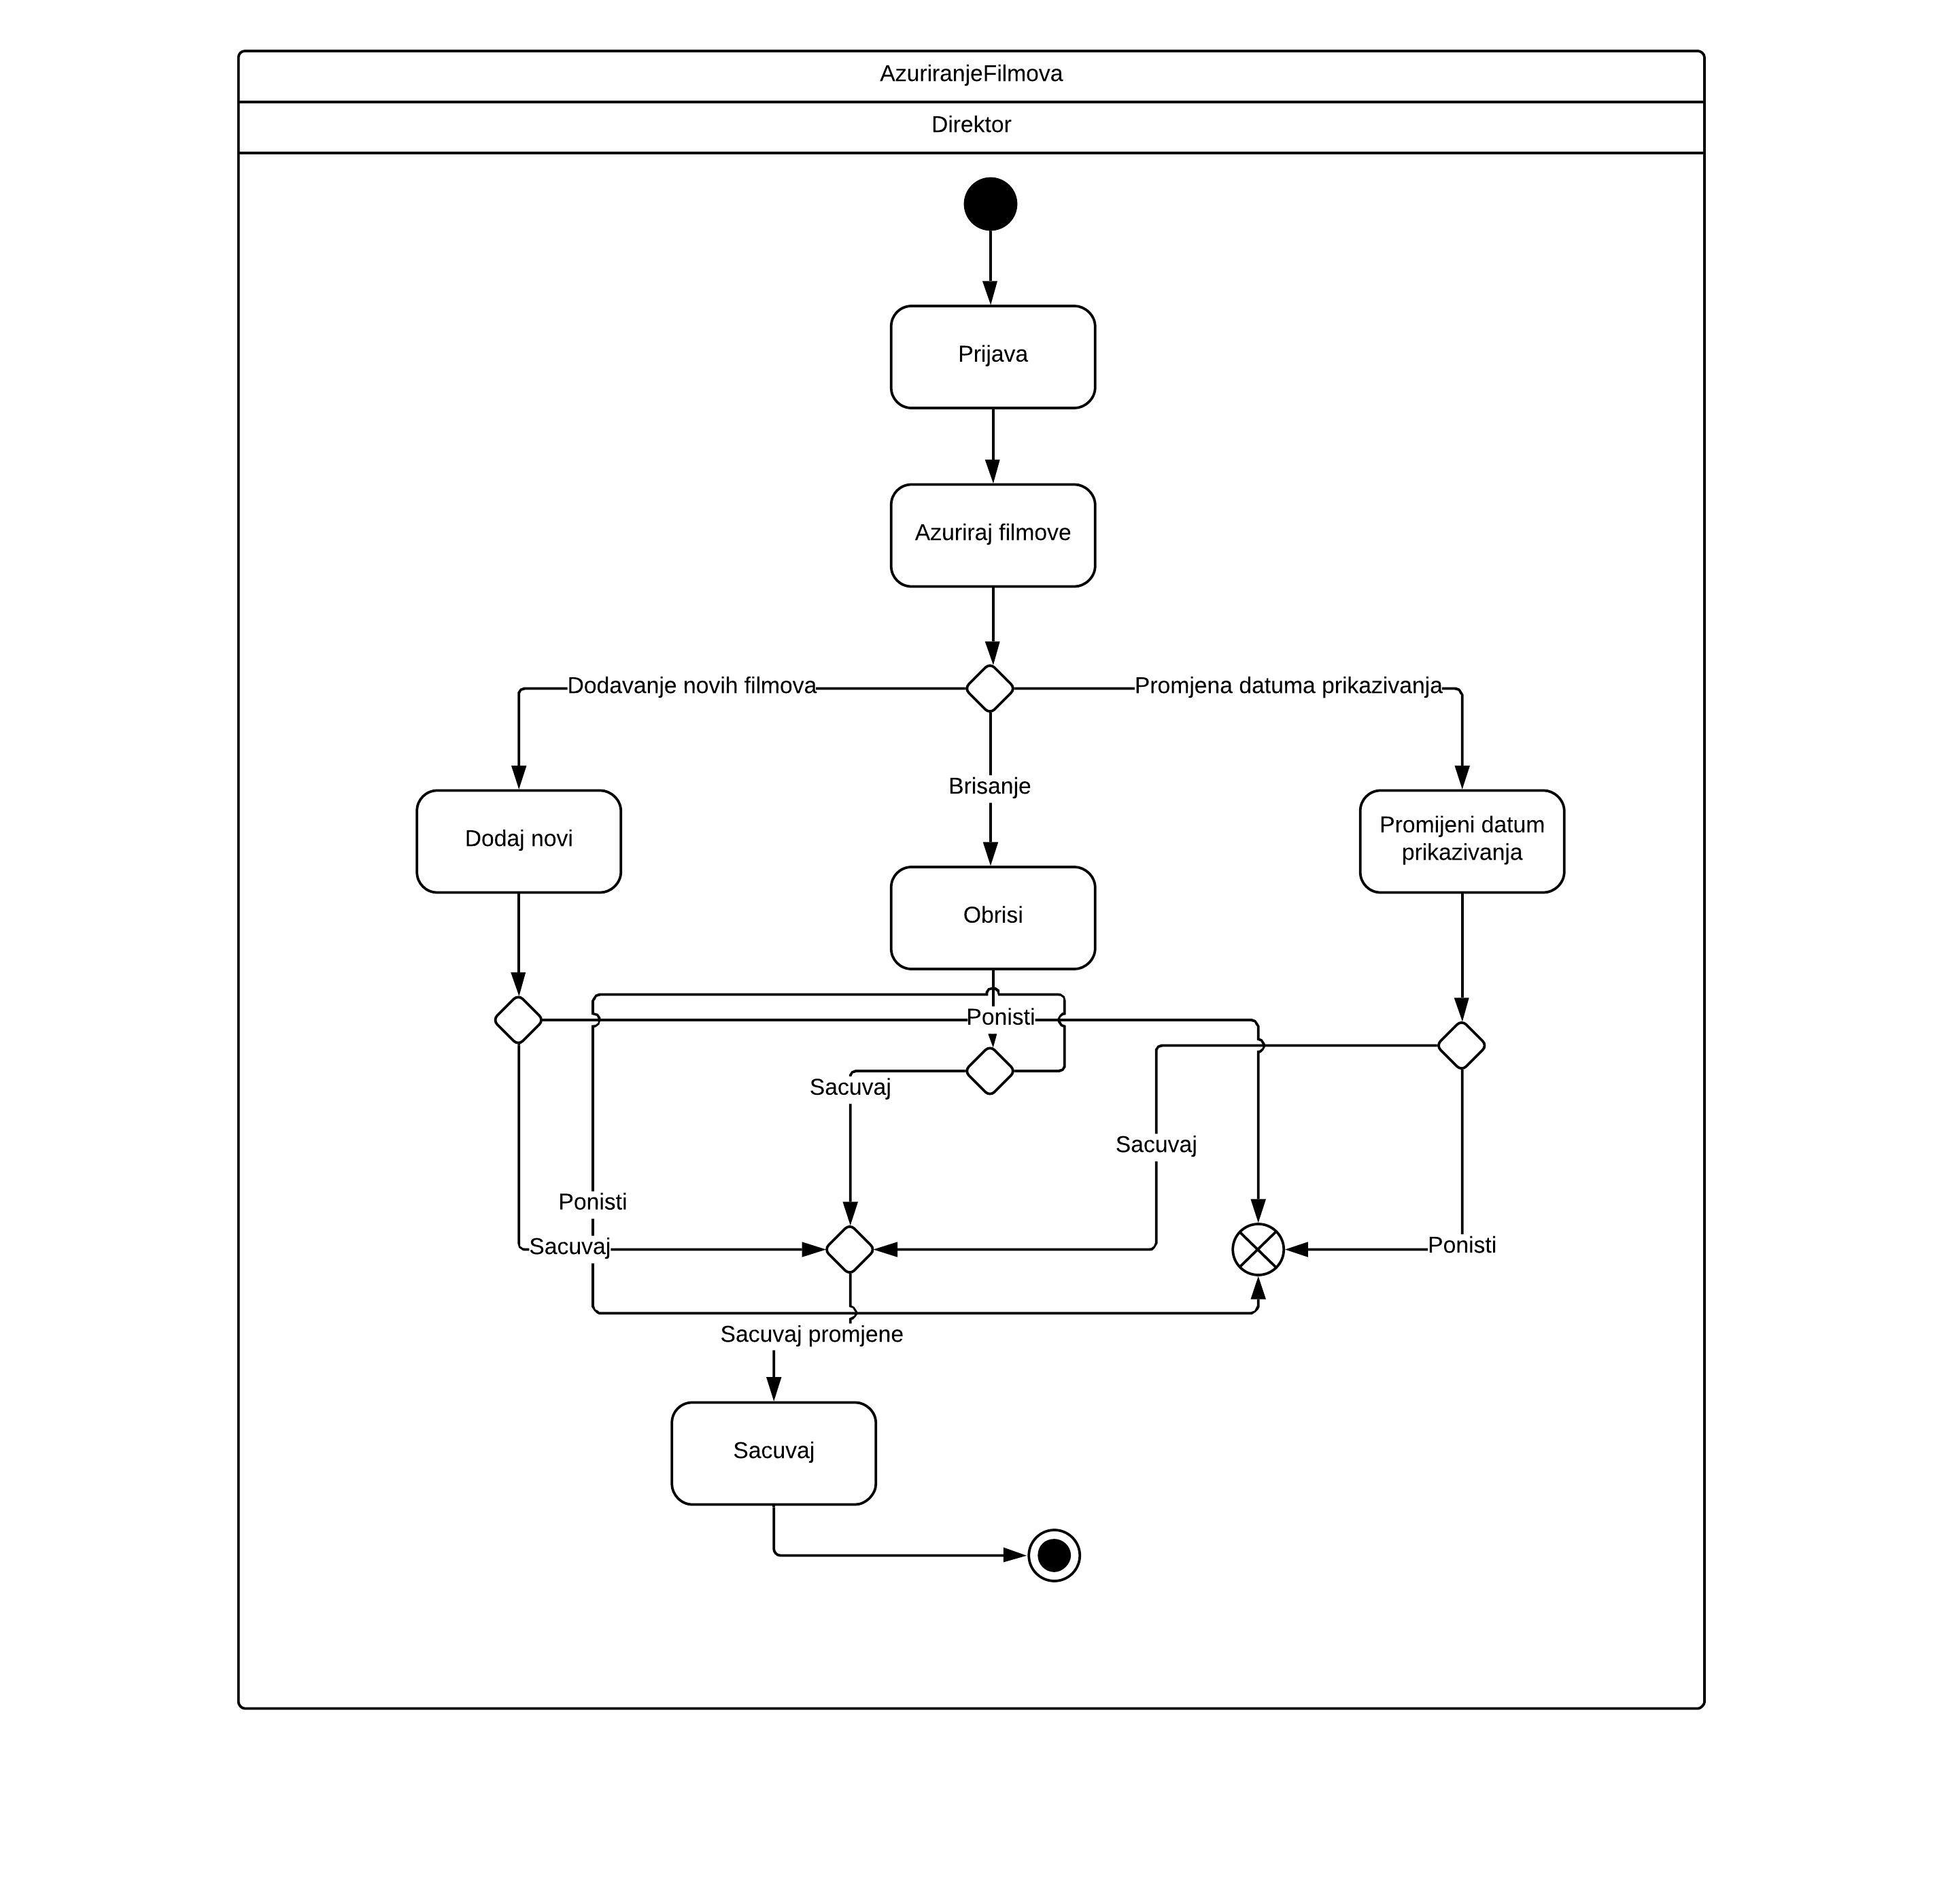 AzuriranjeFilmova
Direktor
Prijava
Azuriraj filmove
Dodavanje novih filmova
Promjena datuma prikazivanja
Brisanje
Dodaj novi
Promijeni datum
prikazivanja
Obrisi
Ponisti
Sacuvaj
Sacuvaj
Ponisti
Sacuvaj
Ponisti
Sacuvaj promjene
Sacuvaj